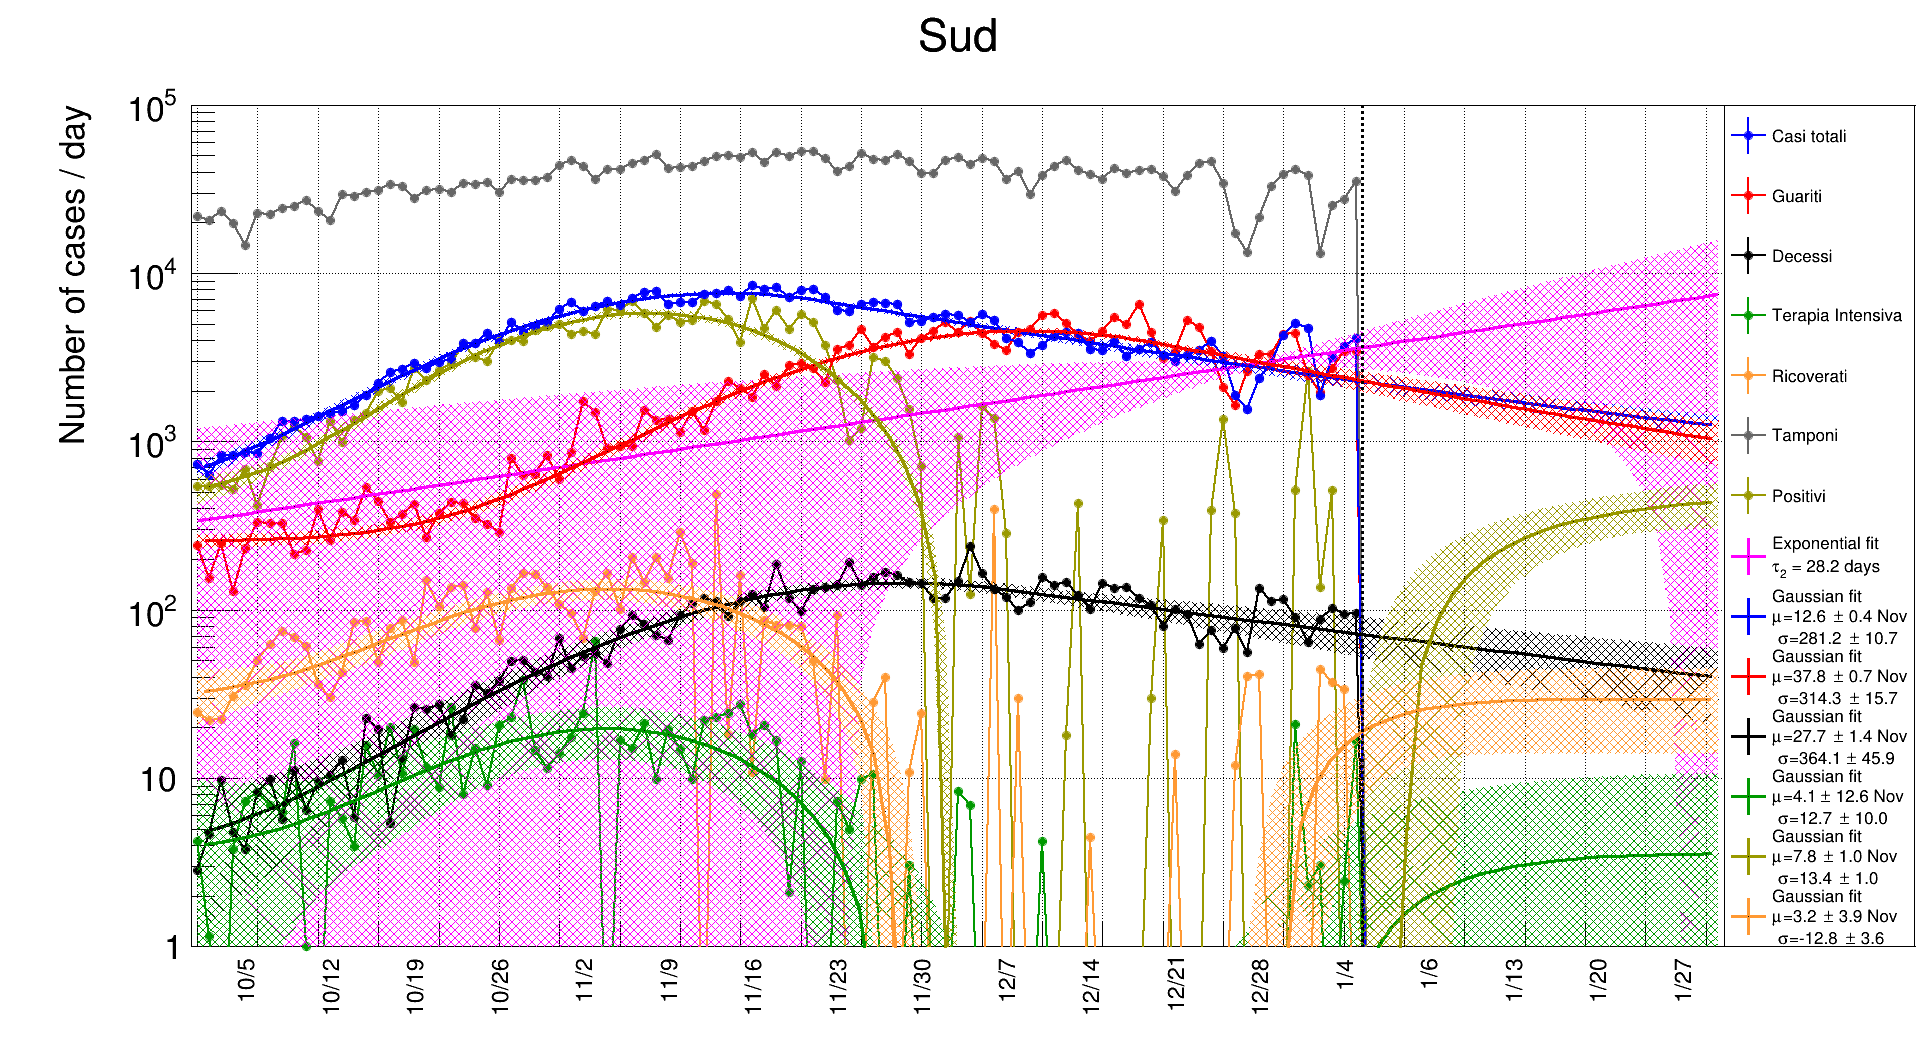 Sud
Number of cases / day
10^5
10^4
10^3
10^2
10
1
10/5
10/12
10/19
10/26
11/2
11/9
11/16
11/23
11/30
12/7
12/14
12/21
12/28
1/4
1/6
1/13
1/20
1/27
Casi totali
Guariti
Decessi
Terapia Intensiva
Ricoverati
Tamponi
Positivi
Exponential fit
τ₂ = 28.2 days
Gaussian fit
μ=12.6 ± 0.4 Nov
σ=281.2 ± 10.7
Gaussian fit
μ=37.8 ± 0.7 Nov
σ=314.3 ± 15.7
Gaussian fit
μ=27.7 ± 1.4 Nov
σ=364.1 ± 45.9
Gaussian fit
μ=4.1 ± 12.6 Nov
σ=12.7 ± 10.0
Gaussian fit
μ=7.8 ± 1.0 Nov
σ=13.4 ± 1.0
Gaussian fit
μ=3.2 ± 3.9 Nov
σ=-12.8 ± 3.6